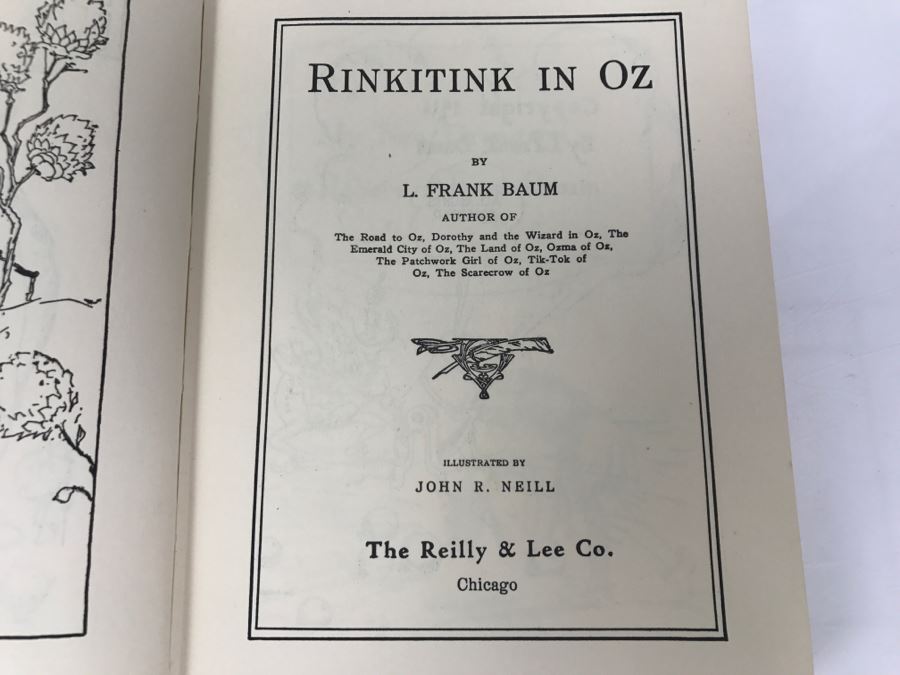 RINKITINK IN OZ
BY
L. FRANK BAUM
AUTHOR OF
The Road to Oz, Dorothy and the Wizard in Oz, The
Emerald City of Oz, The Land of Oz, Ozma of Oz,
The Patchwork Girl of Oz, Tik-Tok of
Oz, The Scarecrow of Oz
ILLUSTRATED BY
JOHN R. NEILL
The Reilly & Lee Co.
Chicago